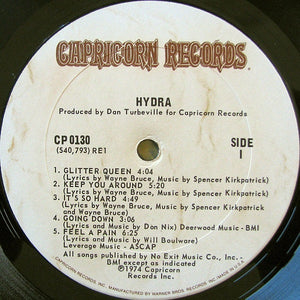 CAPRICORN RECORDS.
HYDRA
Produced by Dan Turbeville for Capricorn Records
CP 0130
(S40,793) RE1
SIDE
I
1. GLITTER QUEEN 4:04
(Lyrics by Wayne Bruce, Music by Spencer Kirkpatrick)
2. KEEP YOU AROUND 5:20
(Lyrics by Wayne Bruce, Music by Spencer Kirkpatrick)
3. IT'S SO HARD 4:49
(Lyrics by Wayne Bruce, Music by Spencer Kirkpatrick
and Wayne Bruce)
4. GOING DOWN 3:06
(Lyrics and Music by Don Nix) Deerwood Music-BMI
5. FEEL A PAIN 6:35
(Lyrics and Music by Will Boulware)
Leverage Music - ASCAP
All songs published by No Exit Music Co., Inc.
BMI except as indicated
℗1974 Capricorn
Records Inc.
CAPRICORN RECORDS, INC., MANUFACTURED BY WARNER BROS. RECORDS INC. MADE IN U.S.A.